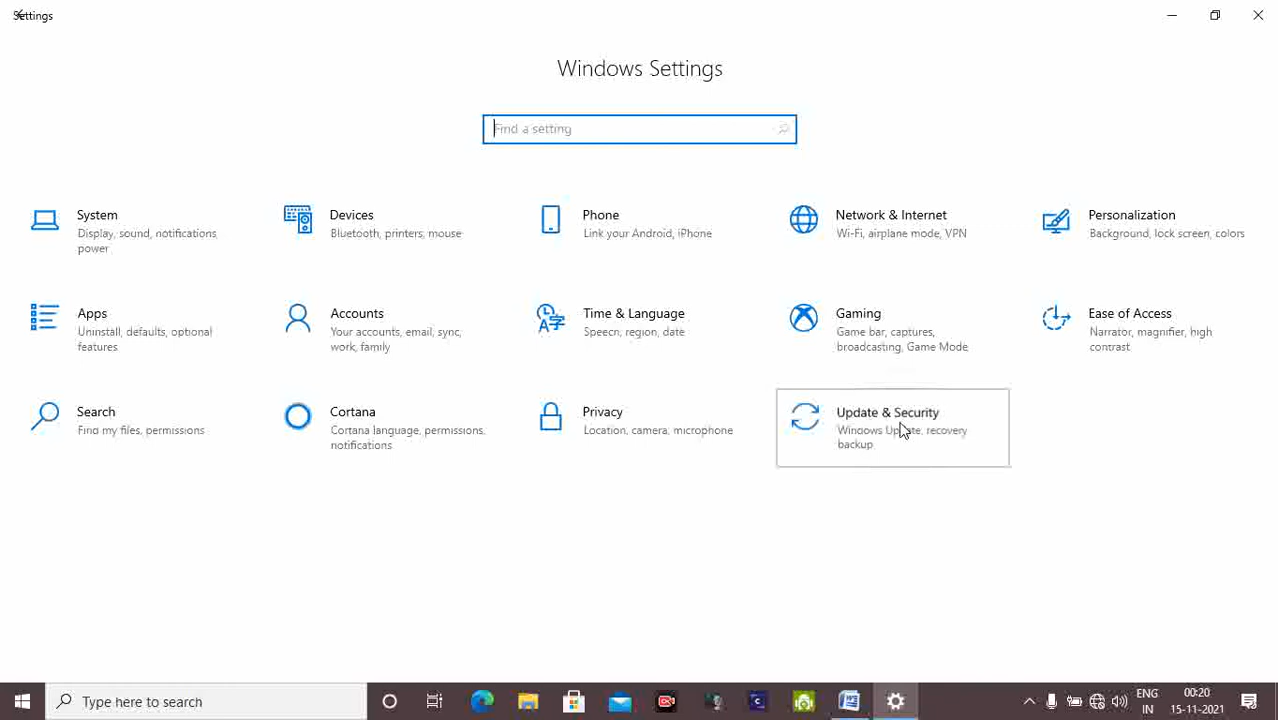 Settings
Windows Settings
Find a setting
System
Display, sound, notifications,
power
Devices
Bluetooth, printers, mouse
Phone
Link your Android, iPhone
Network & Internet
Wi-Fi, airplane mode, VPN
Personalization
Background, lock screen, colors
Apps
Uninstall, defaults, optional
features
Accounts
Your accounts, email, sync,
work, family
Time & Language
Speech, region, date
Gaming
Game bar, captures,
broadcasting, Game Mode
Ease of Access
Narrator, magnifier, high
contrast
Search
Find my files, permissions
Cortana
Cortana language, permissions,
notifications
Privacy
Location, camera, microphone
Update & Security
Windows Update, recovery
backup
Type here to search
ENG
IN
00:20
15-11-2021